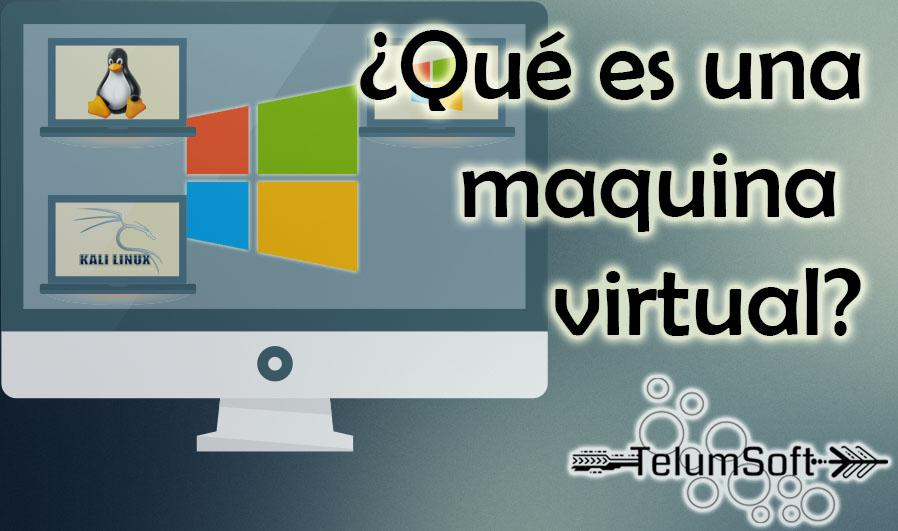 ¿Qué es una
maquina
virtual?
KALI LINUX
TelumSoft